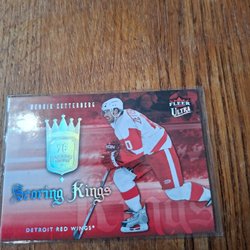 HENRIK ZETTERBERG
FLEER
ULTRA
Scoring Kings
DETROIT RED WINGS